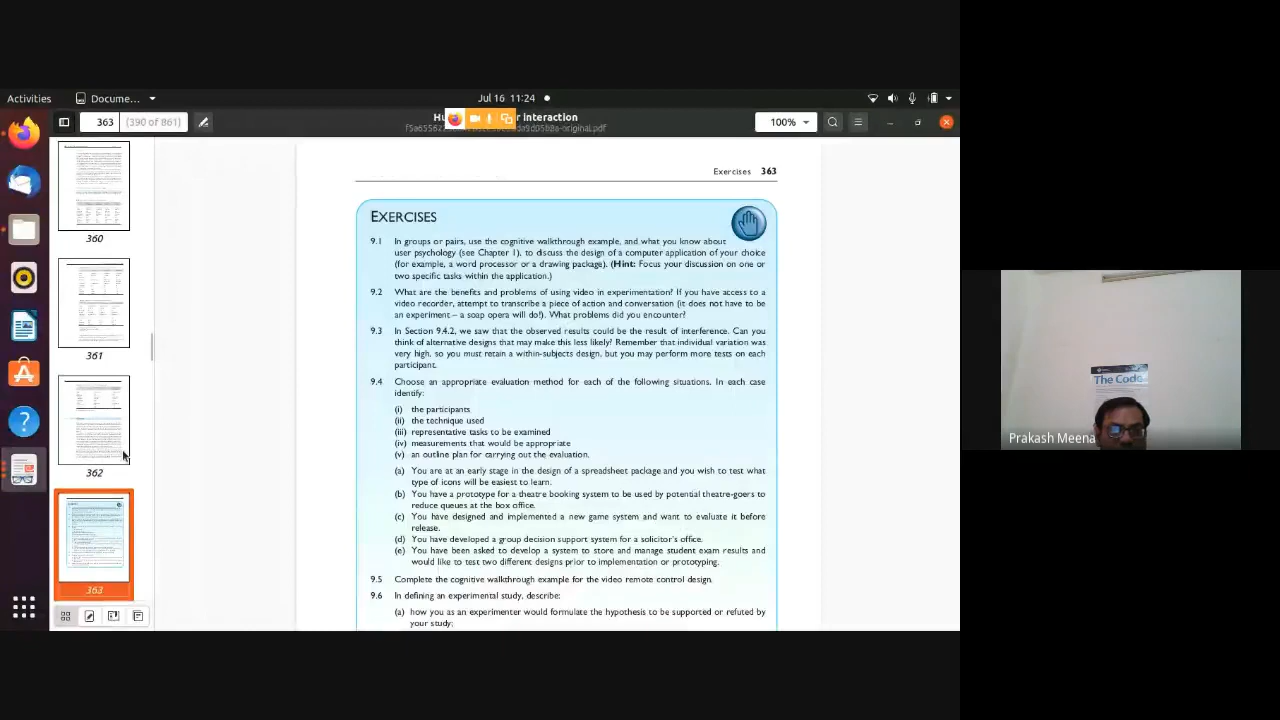 Activities
Docume...
Jul 16 11:24
363
(390 of 861)
interaction
100%
360
361
362
363
Exercises 363
EXERCISES
9.1 In groups or pairs, use the cognitive walkthrough example, and what you know about
user psychology (see Chapter 1), to discuss the design of a computer application of your choice
(for example, a word processor or a drawing package). (Hint: Focus your discussion on one or
two specific tasks within the application.)
9.2 What are the benefits and problems of using video in experimentation? If you have access to a
video recorder, attempt to transcribe a piece of action and conversation (it does not have to be
an experiment – a soap opera will do!). What problems did you encounter?
9.3 In Section 9.4.2, we saw that the observed results could be the result of interference. Can you
think of alternative designs that may make this less likely? Remember that individual variation was
very high, so you must retain a within-subjects design, but you may perform more tests on each
participant.
9.4 Choose an appropriate evaluation method for each of the following situations. In each case
identify:
(i) the participants
(ii) the technique used
(iii) representative tasks to be examined
(iv) measurements that would be appropriate
(v) an outline plan for carrying out the evaluation.
(a) You are at an early stage in the design of a spreadsheet package and you wish to test what
type of icons will be easiest to learn.
(b) You have a prototype for a theatre booking system to be used by potential theatre-goers to
reduce queues at the box office.
(c) You have designed and implemented a new game system and want to evaluate it before
release.
(d) You have developed a group decision support system for a solicitor's office.
(e) You have been asked to develop a system to store and manage student exam results and
would like to test two different designs prior to implementation or prototyping.
9.5 Complete the cognitive walkthrough example for the video remote control design.
9.6 In defining an experimental study, describe:
(a) how you as an experimenter would formulate the hypothesis to be supported or refuted by
your study;
The Code
Prakash Meena